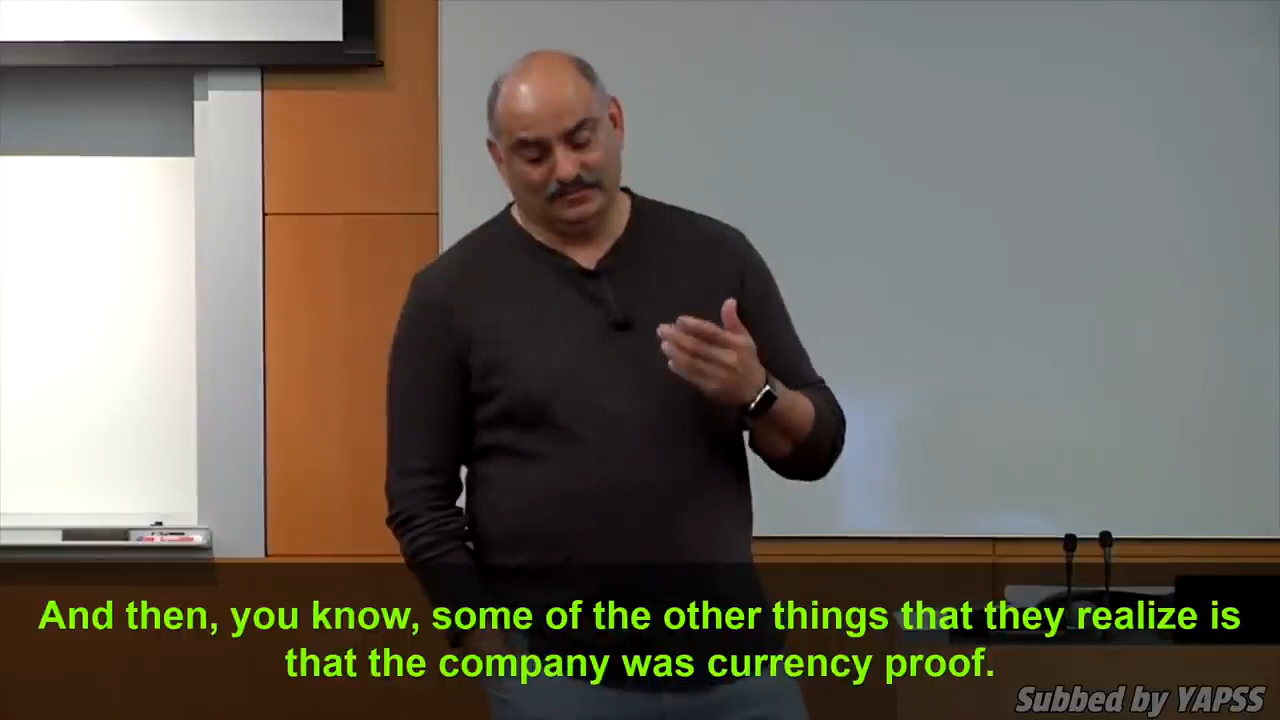 And then, you know, some of the other things that they realize is
that the company was currency proof.
Subbed by YAPSS